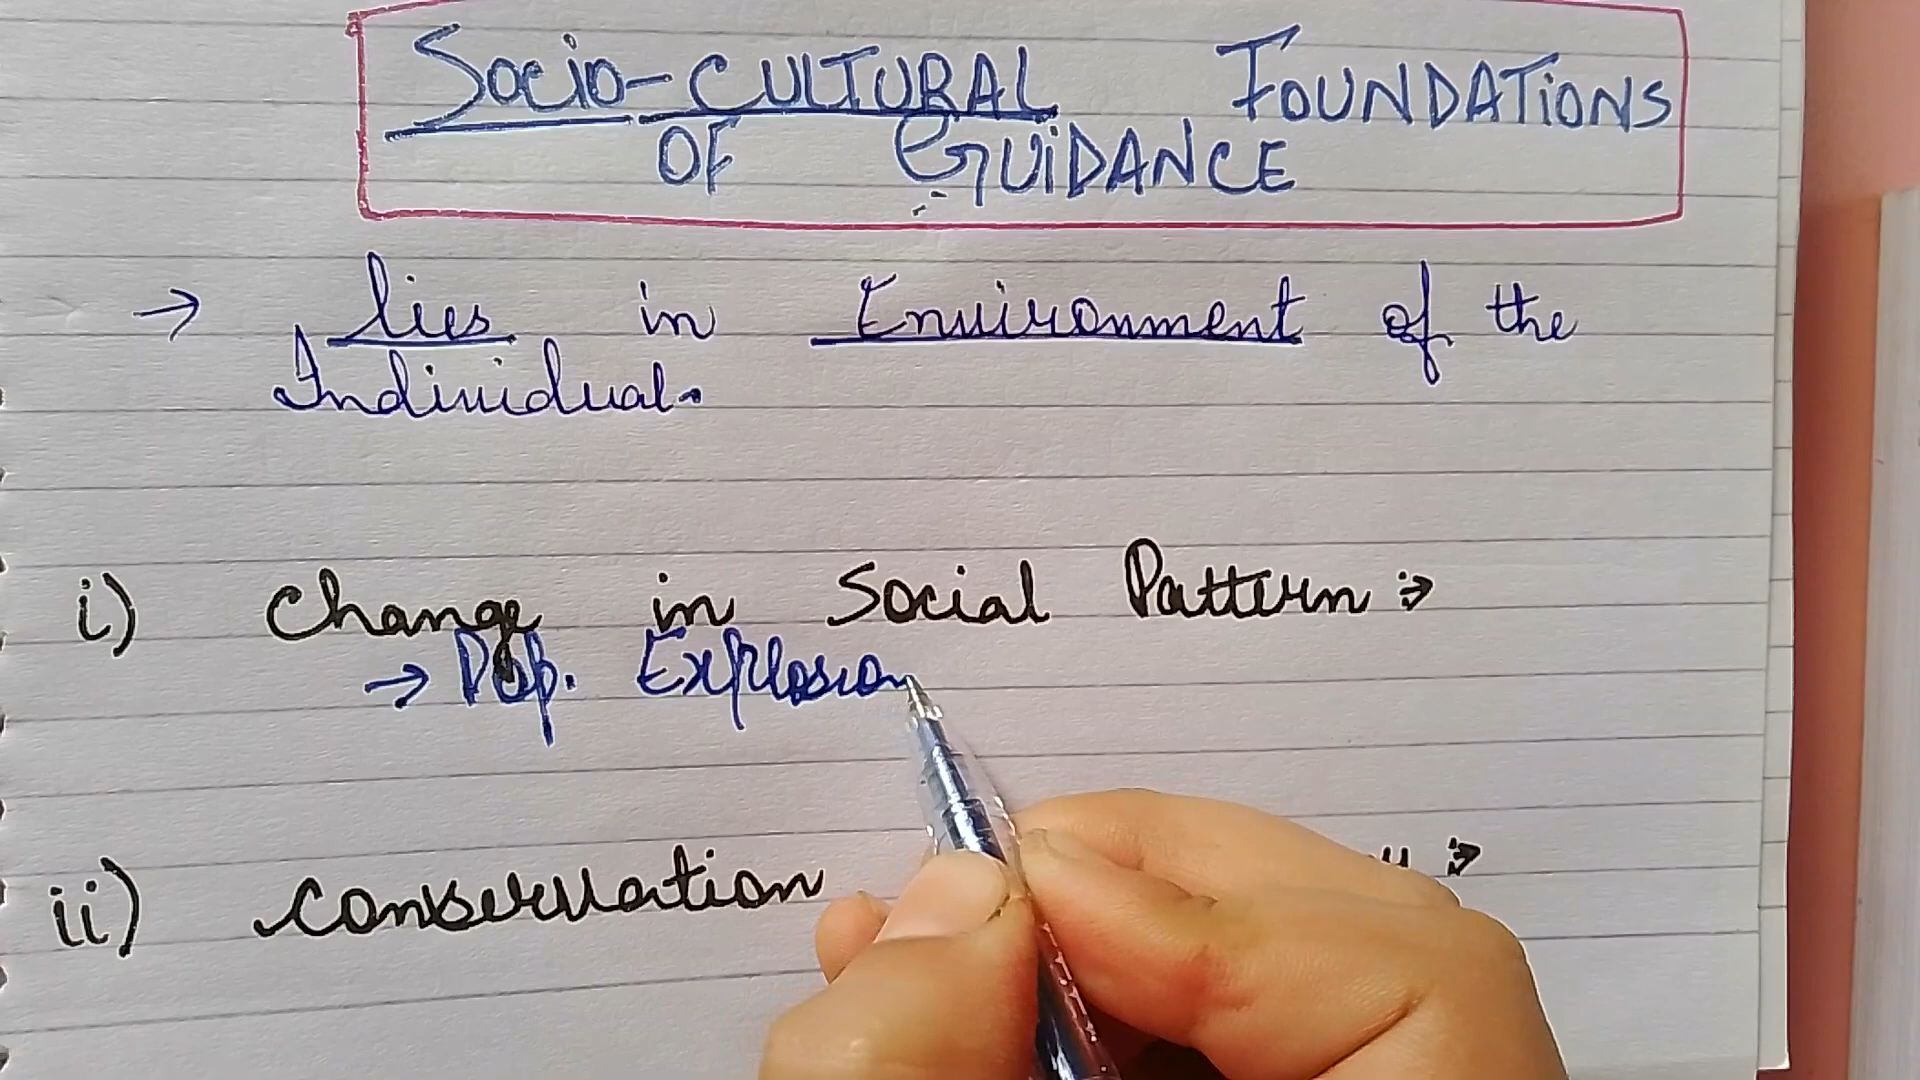 Socio-CULTURAL FOUNDATiONS
OF GUiDANCE
→ lies in Environment of the
Individual.
i) Change in Social Pattern :→
→ Pop. Explosion
ii) Conservation :→